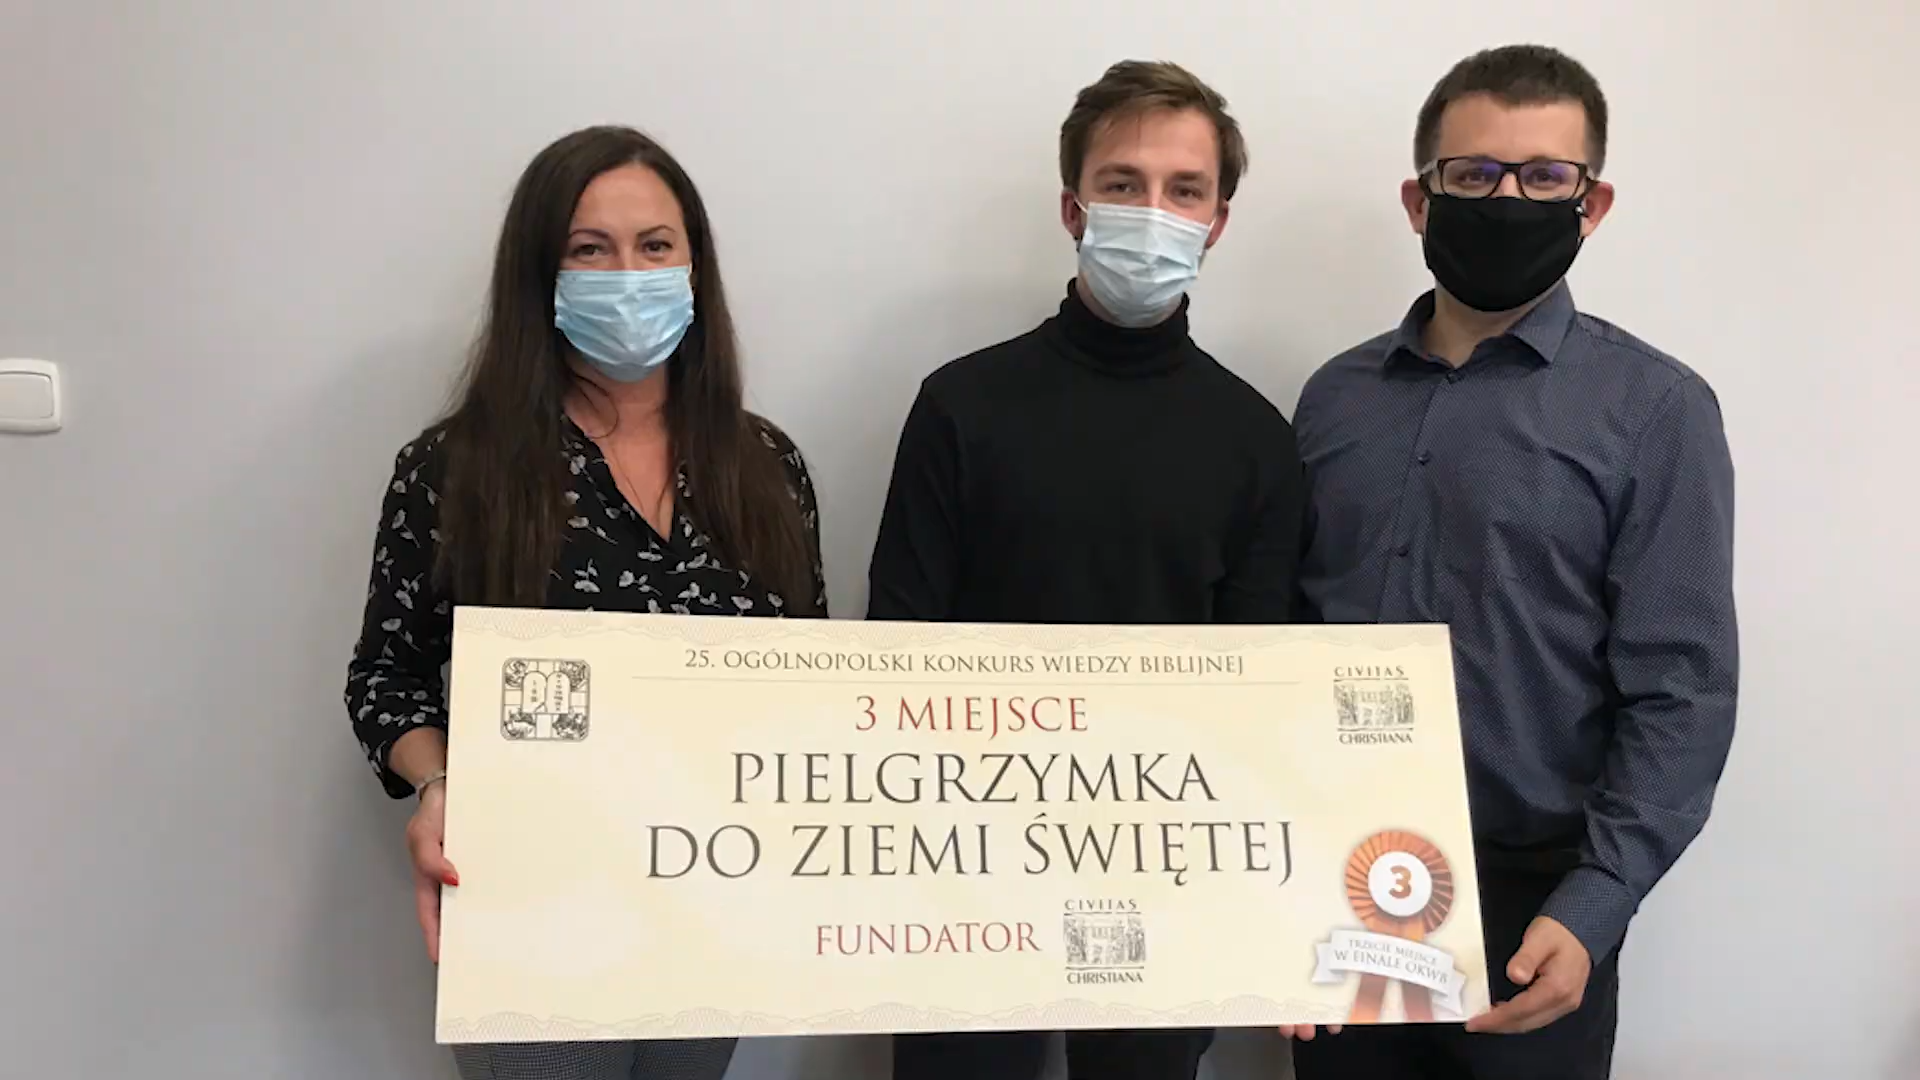 25. OGÓLNOPOLSKI KONKURS WIEDZY BIBLIJNEJ
CIVITAS
CHRISTIANA
3 MIEJSCE
PIELGRZYMKA
DO ZIEMI ŚWIĘTEJ
FUNDATOR
CIVITAS
CHRISTIANA
3
TRZECIE MIEJSCE
W FINALE OKWB